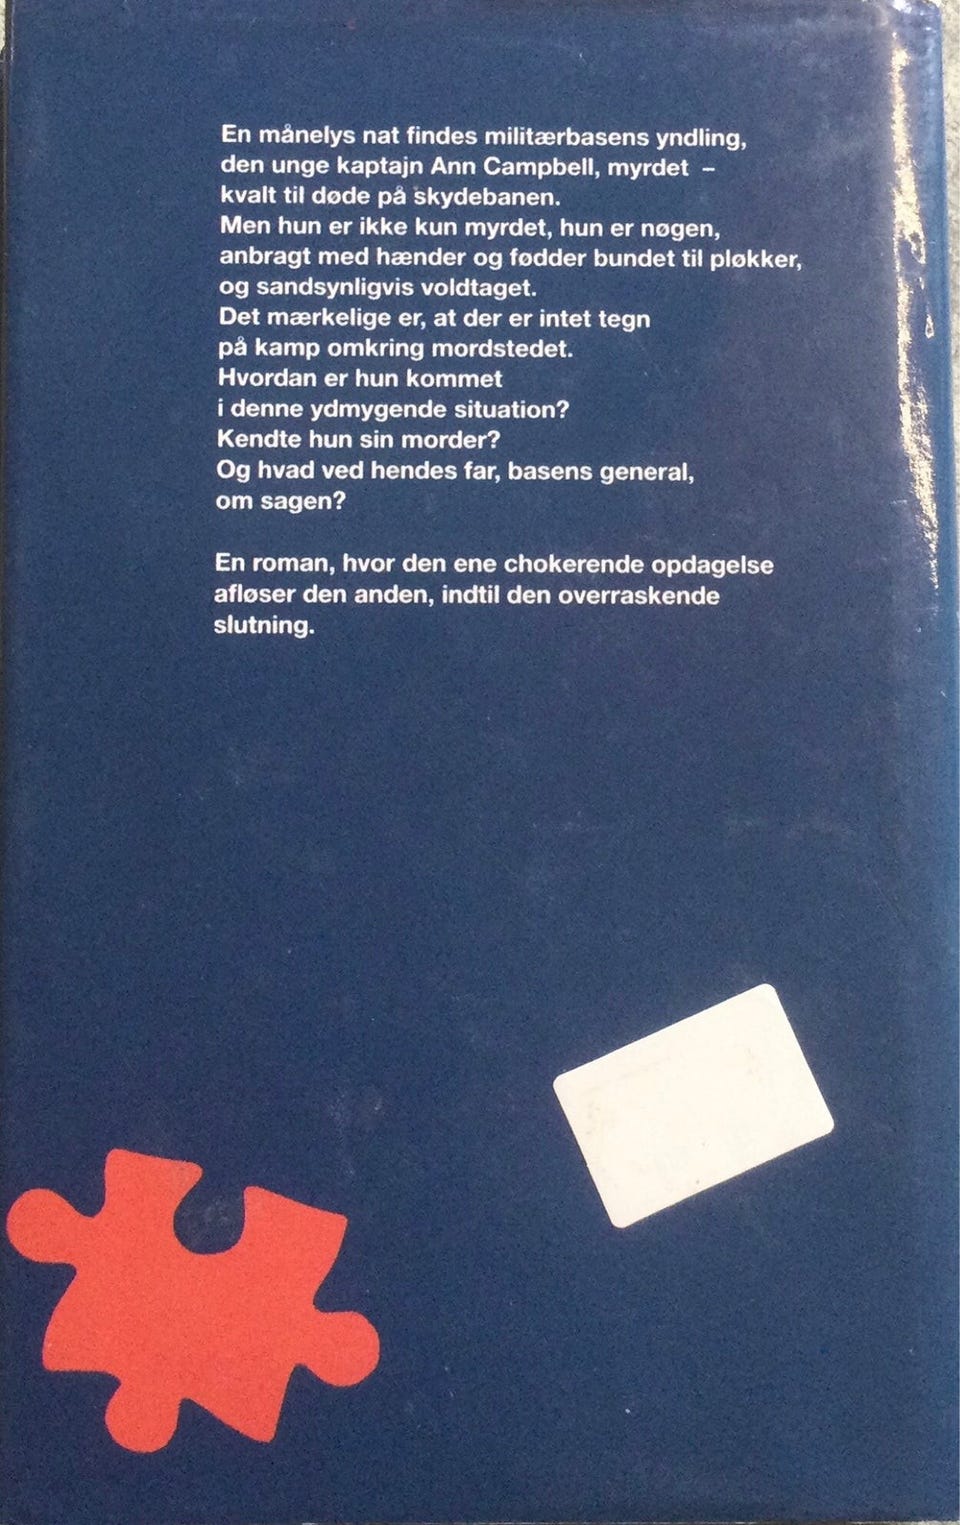 En månelys nat findes militærbasens yndling,
den unge kaptajn Ann Campbell, myrdet –
kvalt til døde på skydebanen.
Men hun er ikke kun myrdet, hun er nøgen,
anbragt med hænder og fødder bundet til pløkker,
og sandsynligvis voldtaget.
Det mærkelige er, at der er intet tegn
på kamp omkring mordstedet.
Hvordan er hun kommet
i denne ydmygende situation?
Kendte hun sin morder?
Og hvad ved hendes far, basens general,
om sagen?
En roman, hvor den ene chokerende opdagelse
afløser den anden, indtil den overraskende
slutning.